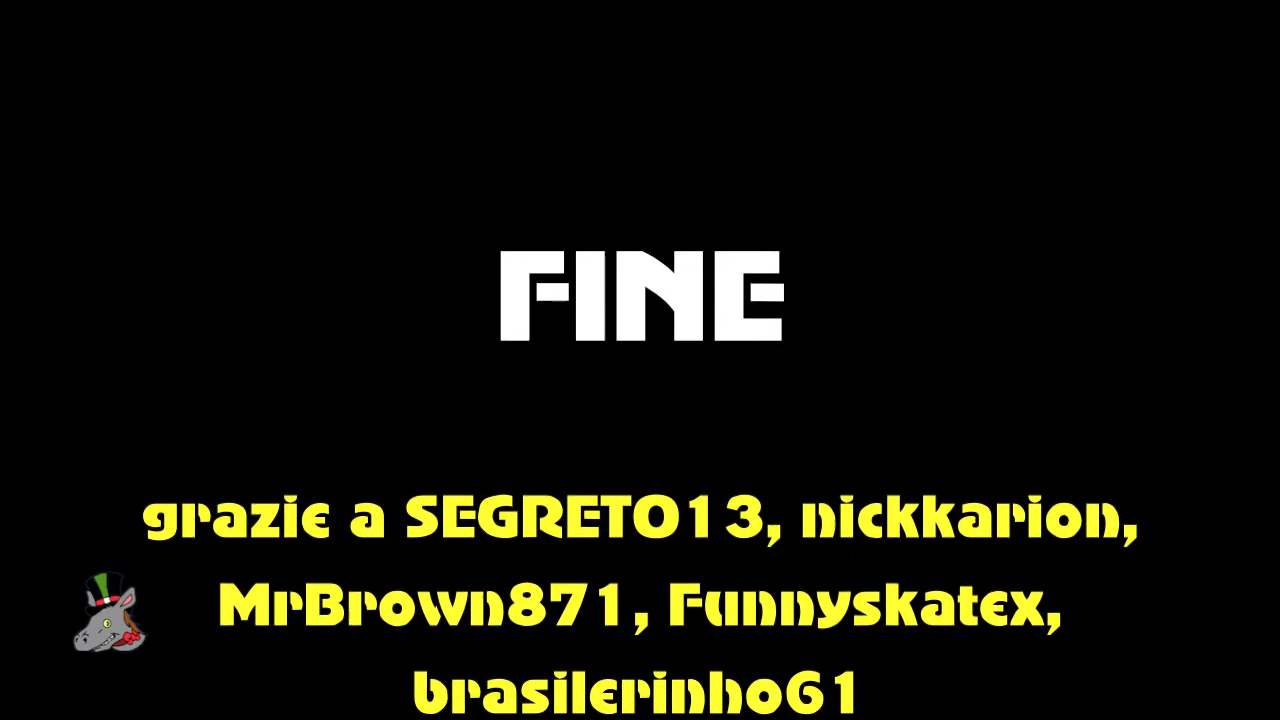 FINE
grazie a SEGRETO13, nickkarion,
MrBrown871, Funnyskatex,
brasilerinho61